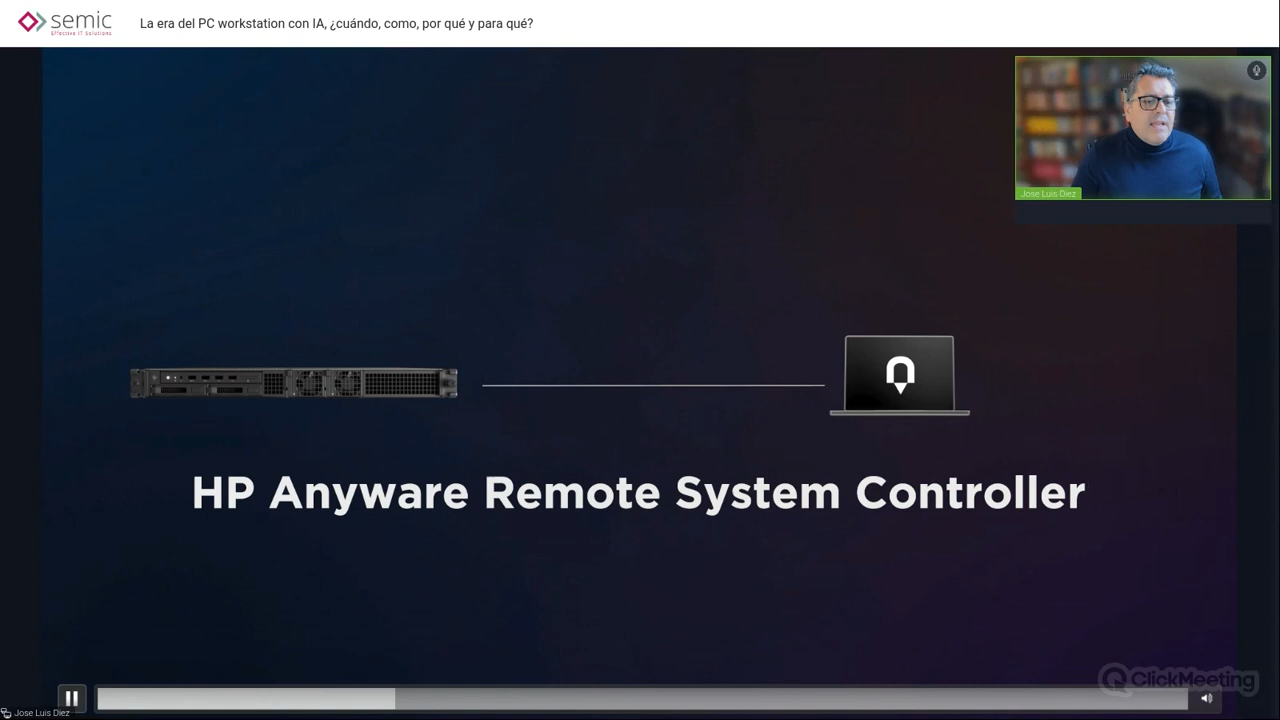 semic
Effective IT Solutions
La era del PC workstation con IA, ¿cuándo, como, por qué y para qué?
Jose Luis Diez
HP Anyware Remote System Controller
ClickMeeting
Jose Luis Diez